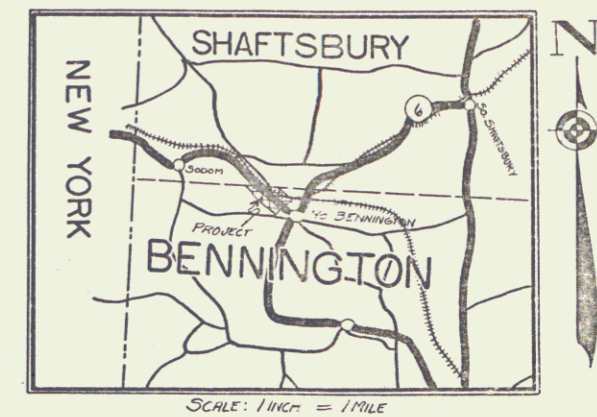 SHAFTSBURY
N
NEW YORK
6
SO. SHAFTSBURY
SODOM
NO. BENNINGTON
PROJECT
BENNINGTON
SCALE: 1 INCH = 1 MILE